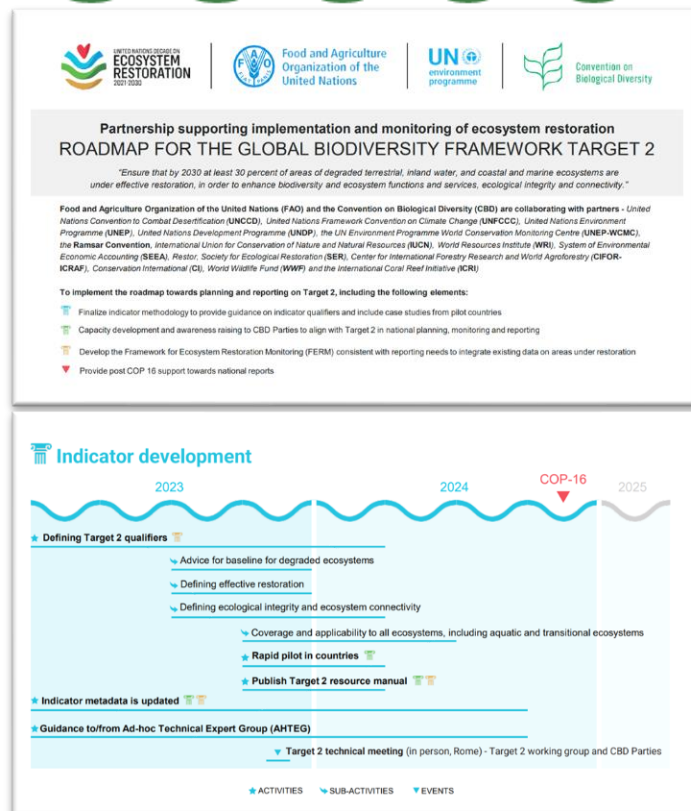 UNITED NATIONS DECADE ON
ECOSYSTEM
RESTORATION
2021-2030
FAO
Food and Agriculture
Organization of the
United Nations
UN
environment
programme
Convention on
Biological Diversity
Partnership supporting implementation and monitoring of ecosystem restoration
ROADMAP FOR THE GLOBAL BIODIVERSITY FRAMEWORK TARGET 2
"Ensure that by 2030 at least 30 percent of areas of degraded terrestrial, inland water, and coastal and marine ecosystems are
under effective restoration, in order to enhance biodiversity and ecosystem functions and services, ecological integrity and connectivity."
Food and Agriculture Organization of the United Nations (FAO) and the Convention on Biological Diversity (CBD) are collaborating with partners - United
Nations Convention to Combat Desertification (UNCCD), United Nations Framework Convention on Climate Change (UNFCCC), United Nations Environment
Programme (UNEP), United Nations Development Programme (UNDP), the UN Environment Programme World Conservation Monitoring Centre (UNEP-WCMC),
the Ramsar Convention, International Union for Conservation of Nature and Natural Resources (IUCN), World Resources Institute (WRI), System of Environmental
Economic Accounting (SEEA), Restor, Society for Ecological Restoration (SER), Center for International Forestry Research and World Agroforestry (CIFOR-
ICRAF), Conservation International (CI), World Wildlife Fund (WWF) and the International Coral Reef Initiative (ICRI)
To implement the roadmap towards planning and reporting on Target 2, including the following elements:
Finalize indicator methodology to provide guidance on indicator qualifiers and include case studies from pilot countries
Capacity development and awareness raising to CBD Parties to align with Target 2 in national planning, monitoring and reporting
Develop the Framework for Ecosystem Restoration Monitoring (FERM) consistent with reporting needs to integrate existing data on areas under restoration
Provide post COP 16 support towards national reports
Indicator development
2023 2024 COP-16 2025
Defining Target 2 qualifiers
Advice for baseline for degraded ecosystems
Defining effective restoration
Defining ecological integrity and ecosystem connectivity
Coverage and applicability to all ecosystems, including aquatic and transitional ecosystems
Rapid pilot in countries
Publish Target 2 resource manual
Indicator metadata is updated
Guidance to/from Ad-hoc Technical Expert Group (AHTEG)
Target 2 technical meeting (in person, Rome) - Target 2 working group and CBD Parties
ACTIVITIES SUB-ACTIVITIES EVENTS